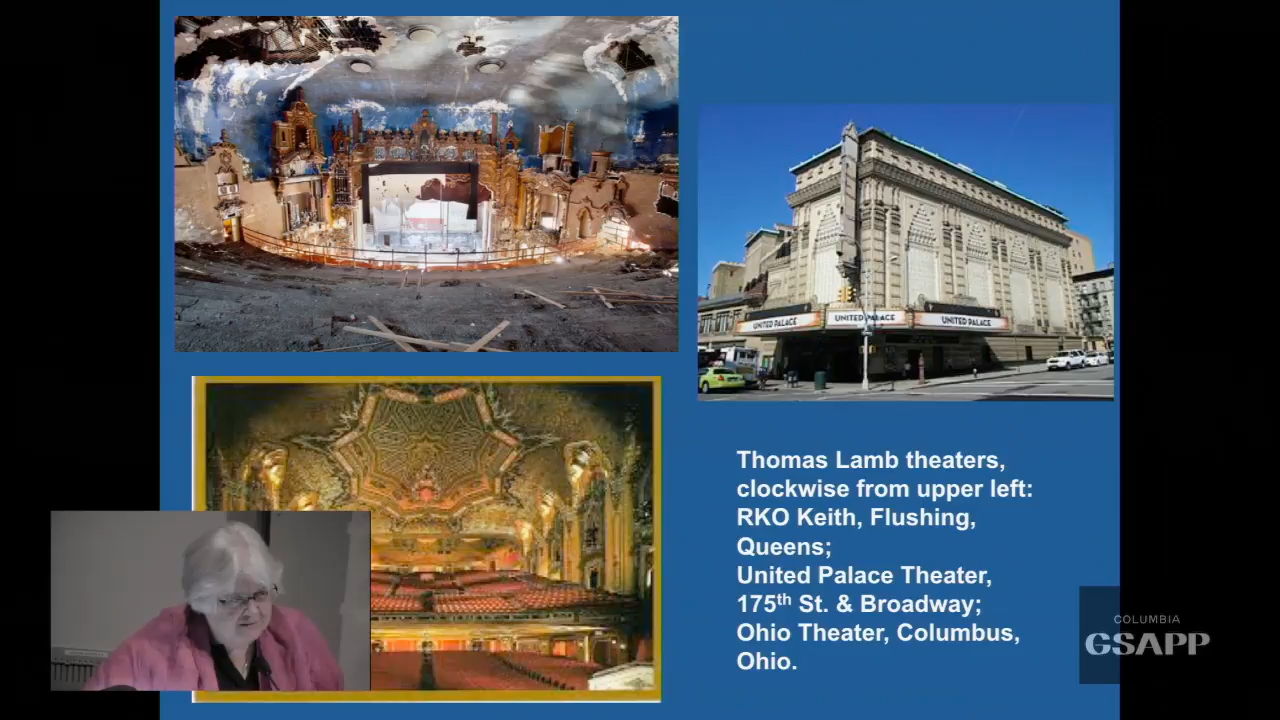 UNITED PALACE
UNITED PALACE
UNITED PALACE
Thomas Lamb theaters,
clockwise from upper left:
RKO Keith, Flushing,
Queens;
United Palace Theater,
175th St. & Broadway;
Ohio Theater, Columbus,
Ohio.
COLUMBIA
GSAPP